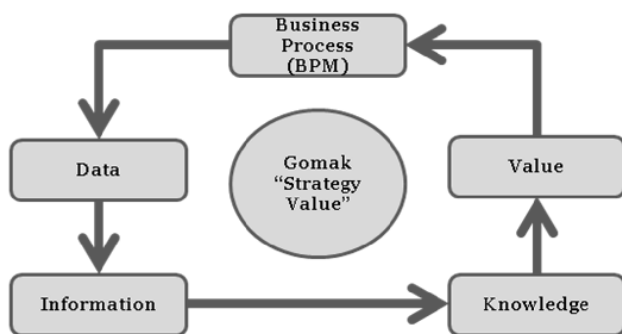 Business
Process
(BPM)
Data
Gomak
“Strategy
Value”
Value
Information
Knowledge